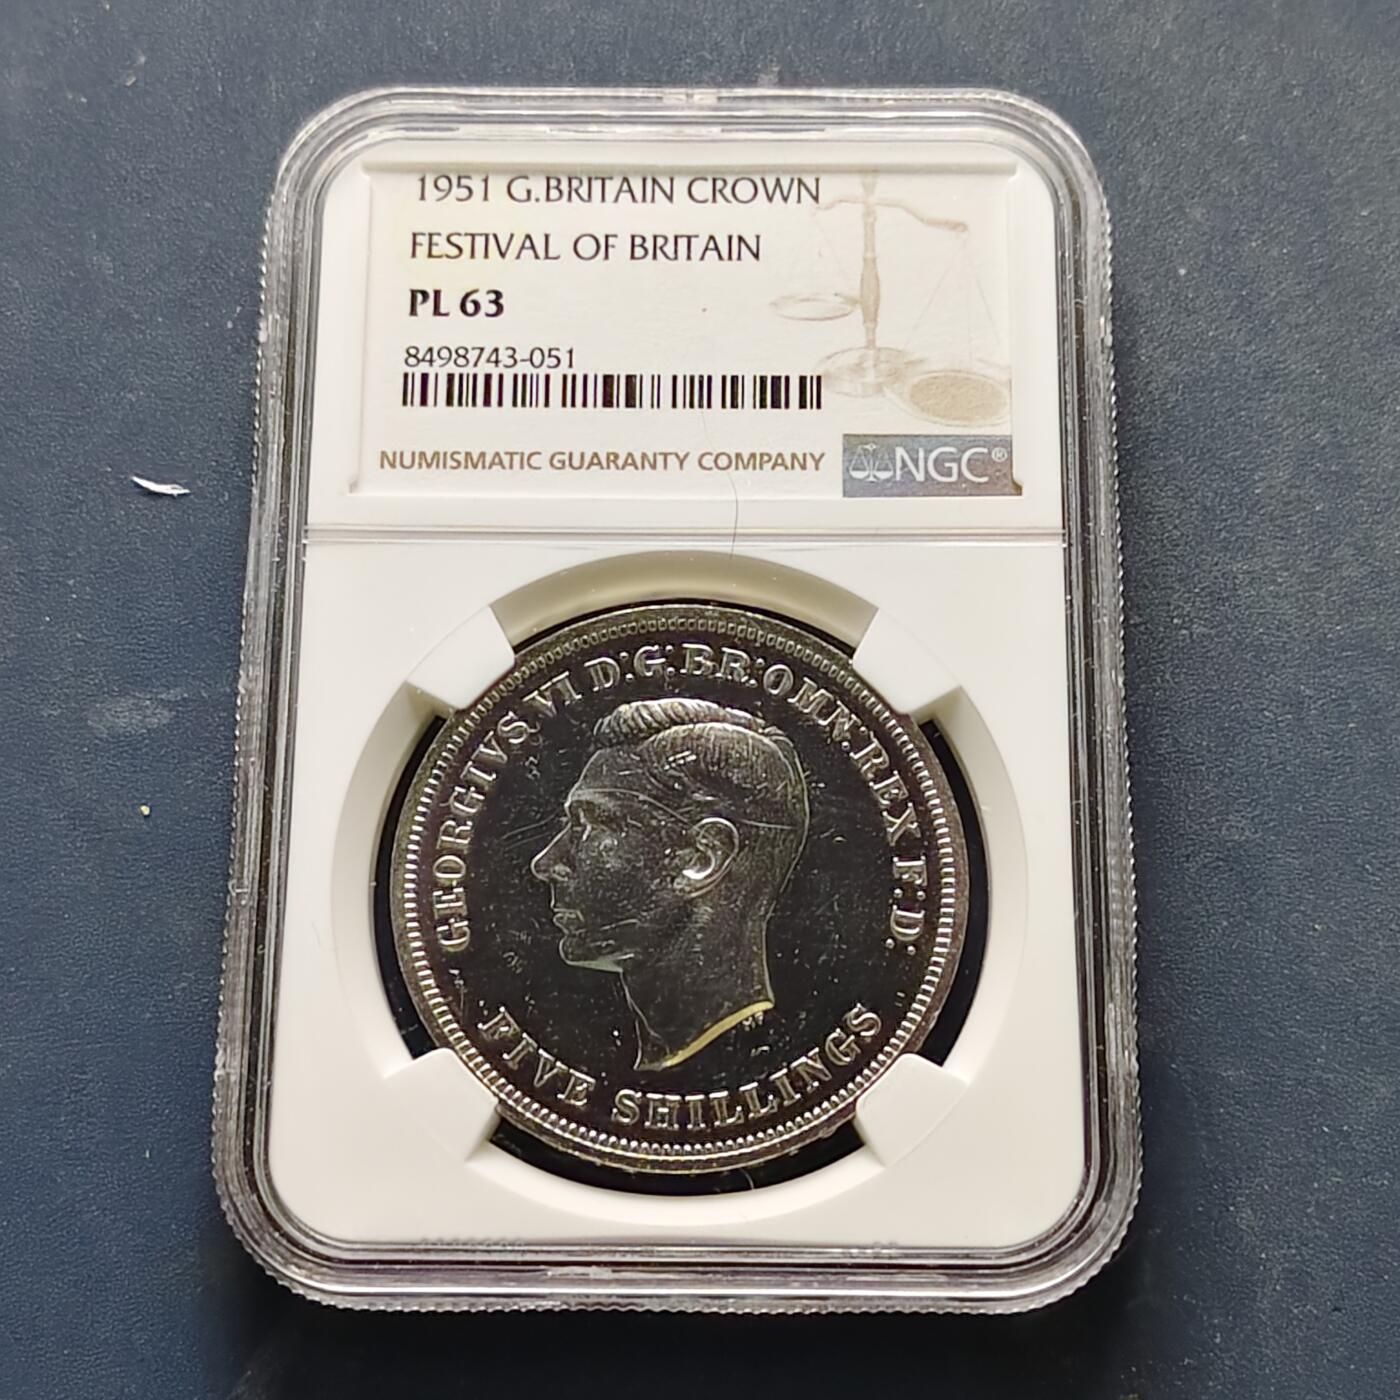 1951 G.BRITAIN CROWN
FESTIVAL OF BRITAIN
PL 63
8498743-051
NUMISMATIC GUARANTY COMPANY
NGC®
GEORGIVS VI D:G:BR:OMN:REX F:D:
HP
FIVE SHILLINGS